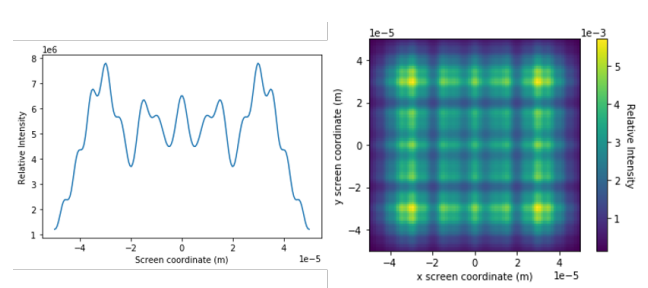 1e6
8
7
6
5
4
3
2
1
Relative Intensity
−4 −2 0 2 4
Screen coordinate (m) 1e−5
1e−5
4
2
0
−2
−4
y screen coordinate (m)
−4 −2 0 2 4
x screen coordinate (m) 1e−5
1e−3
5
4
3
2
1
Relative Intensity